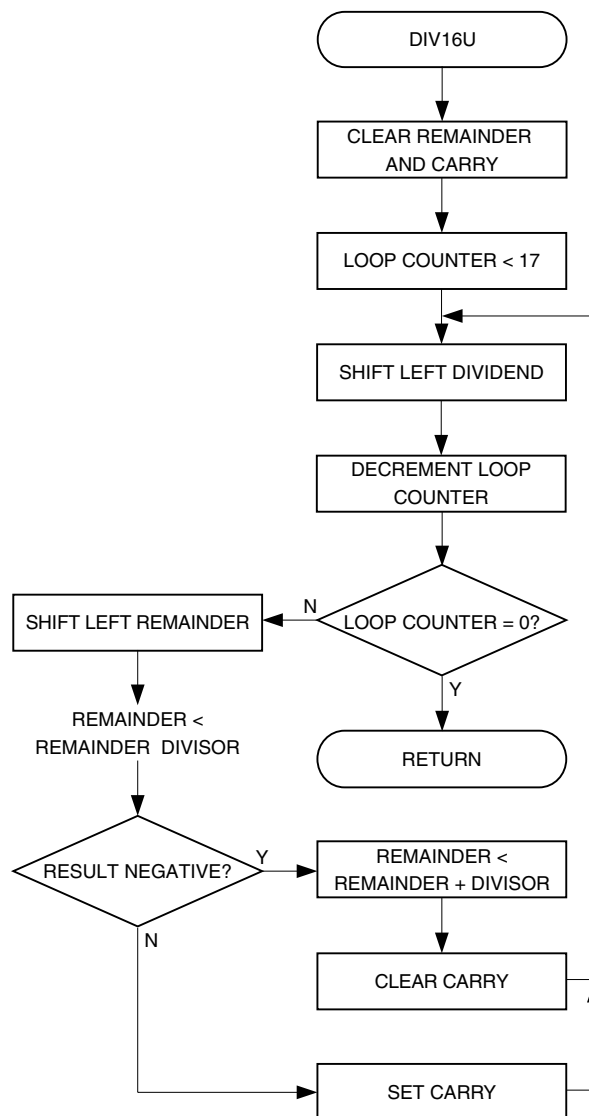 DIV16U
CLEAR REMAINDER
AND CARRY
LOOP COUNTER < 17
SHIFT LEFT DIVIDEND
DECREMENT LOOP
COUNTER
LOOP COUNTER = 0?
N
Y
SHIFT LEFT REMAINDER
RETURN
REMAINDER <
REMAINDER DIVISOR
RESULT NEGATIVE?
Y
N
REMAINDER <
REMAINDER + DIVISOR
CLEAR CARRY
SET CARRY